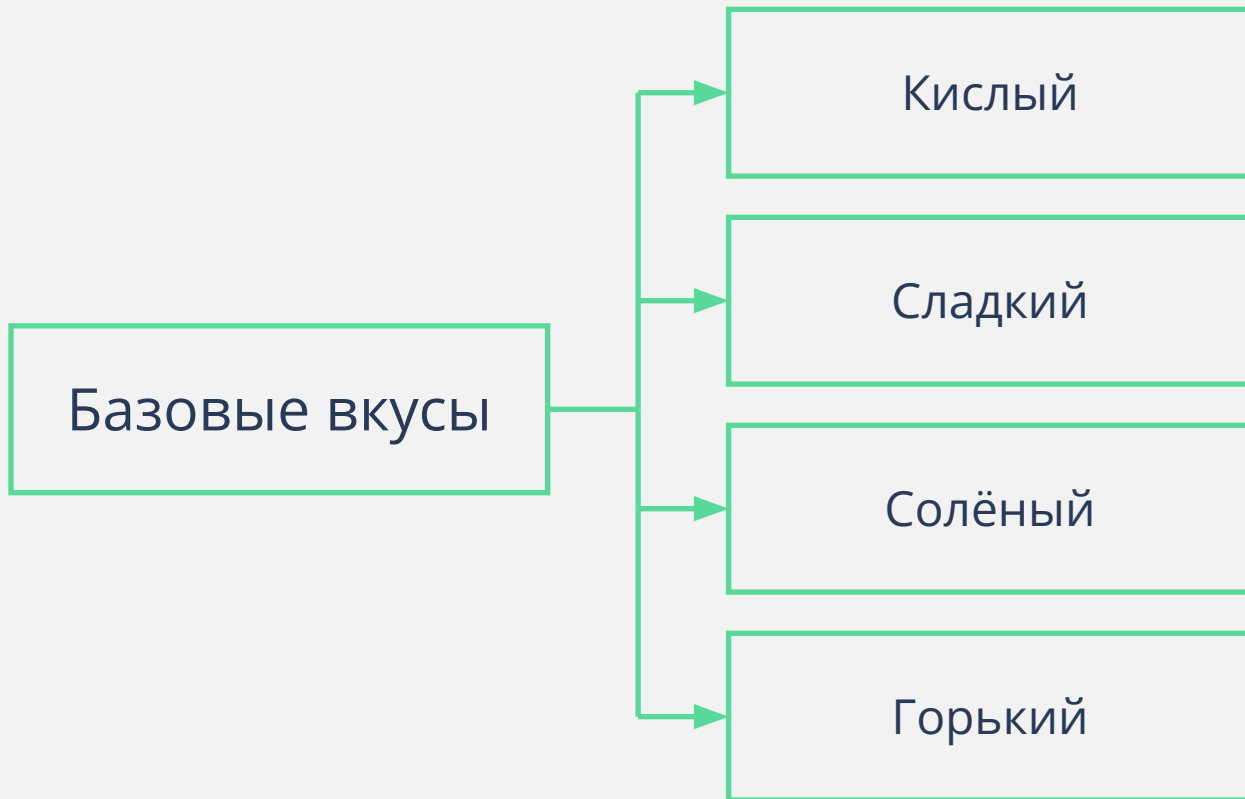 Кислый
Сладкий
Базовые вкусы
Солёный
Горький